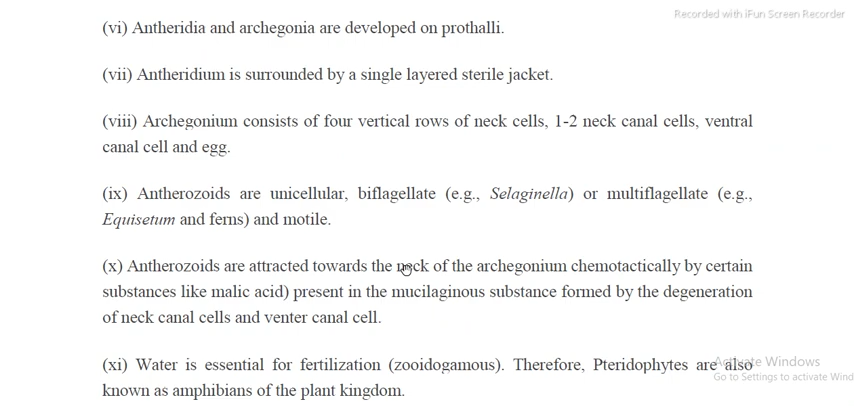 Recorded with iFun Screen Recorder
(vi) Antheridia and archegonia are developed on prothalli.
(vii) Antheridium is surrounded by a single layered sterile jacket.
(viii) Archegonium consists of four vertical rows of neck cells, 1-2 neck canal cells, ventral
canal cell and egg.
(ix) Antherozoids are unicellular, biflagellate (e.g., Selaginella) or multiflagellate (e.g.,
Equisetum and ferns) and motile.
(x) Antherozoids are attracted towards the neck of the archegonium chemotactically by certain
substances like malic acid) present in the mucilaginous substance formed by the degeneration
of neck canal cells and venter canal cell.
(xi) Water is essential for fertilization (zooidogamous). Therefore, Pteridophytes are also
known as amphibians of the plant kingdom.
Activate Windows
Go to Settings to activate Wind